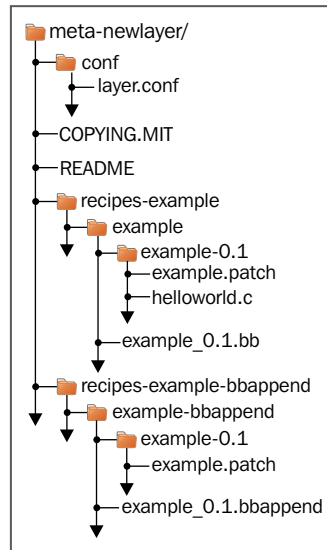 meta-newlayer/
conf
layer.conf
COPYING.MIT
README
recipes-example
example
example-0.1
example.patch
helloworld.c
example_0.1.bb
recipes-example-bbappend
example-bbappend
example-0.1
example.patch
example_0.1.bbappend